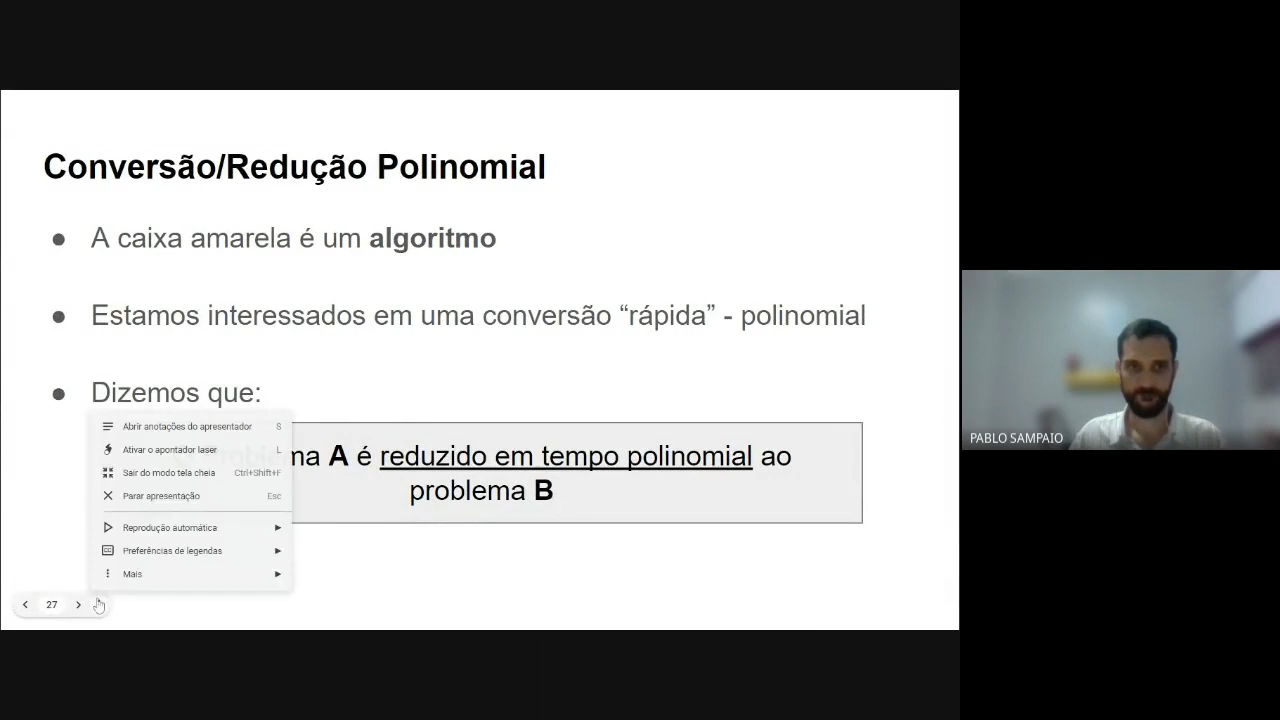 Conversão/Redução Polinomial
● A caixa amarela é um algoritmo
● Estamos interessados em uma conversão “rápida” - polinomial
● Dizemos que:
ma A é reduzido em tempo polinomial ao
problema B
Abrir anotações do apresentador S
Ativar o apontador laser L
Sair do modo tela cheia Ctrl+Shift+F
Parar apresentação Esc
Reprodução automática
Preferências de legendas
Mais
27
PABLO SAMPAIO